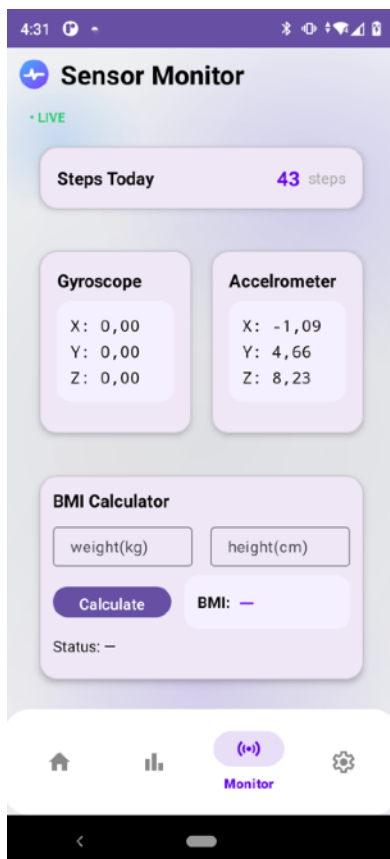 4:31
Sensor Monitor
• LIVE
Steps Today 43 steps
Gyroscope
X: 0,00
Y: 0,00
Z: 0,00
Accelrometer
X: -1,09
Y: 4,66
Z: 8,23
BMI Calculator
weight(kg) height(cm)
Calculate BMI: —
Status: —
Monitor